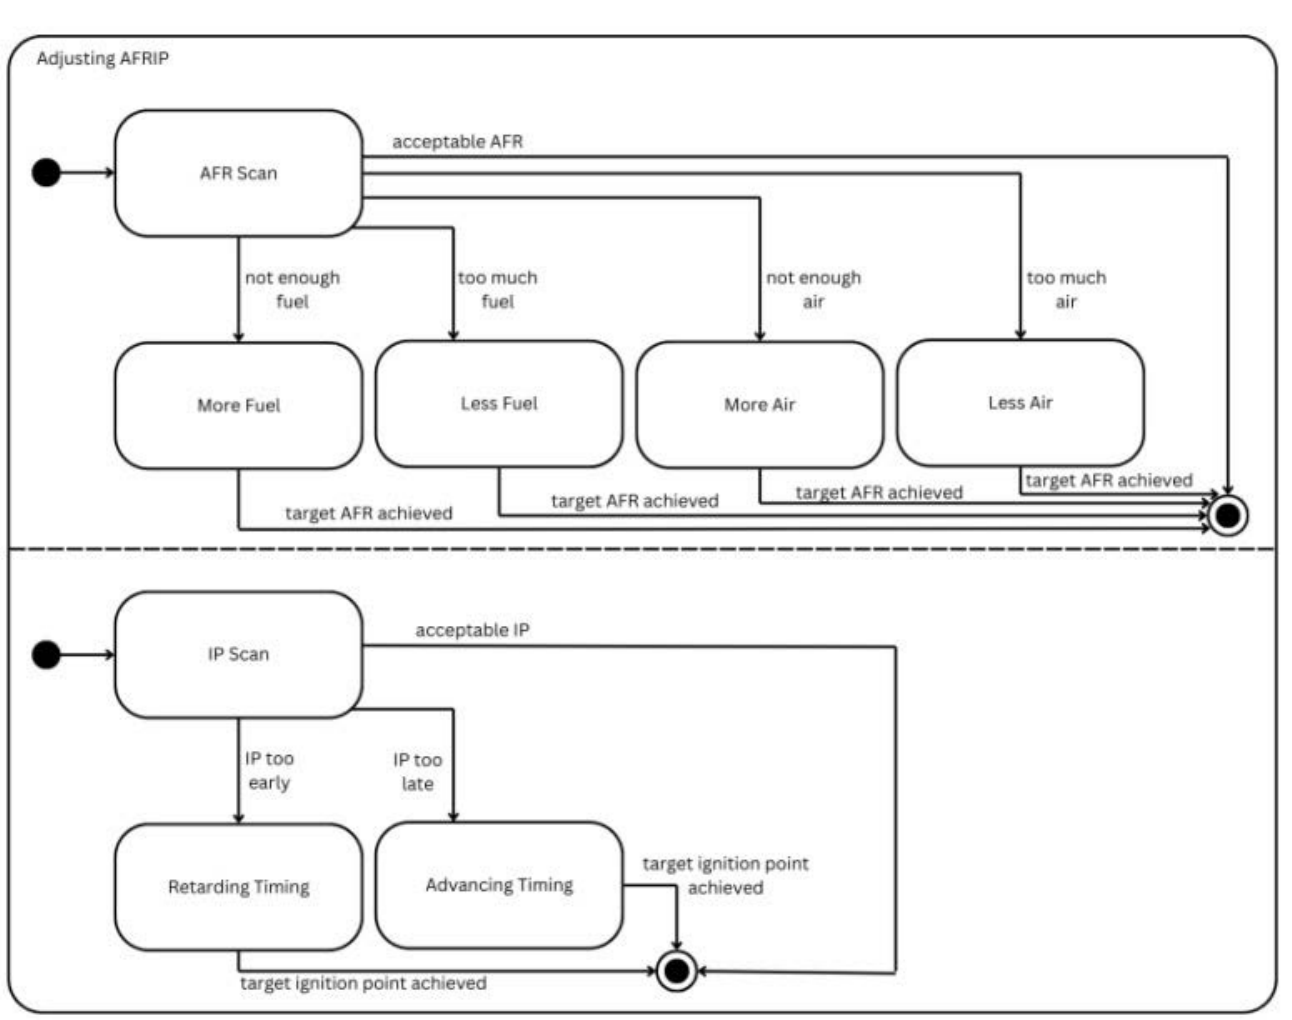 Adjusting AFRIP
acceptable AFR
AFR Scan
not enough
fuel
too much
fuel
not enough
air
too much
air
More Fuel
Less Fuel
More Air
Less Air
target AFR achieved
target AFR achieved
target AFR achieved
target AFR achieved
acceptable IP
IP Scan
IP too
early
IP too
late
Retarding Timing
Advancing Timing
target ignition point
achieved
target ignition point achieved